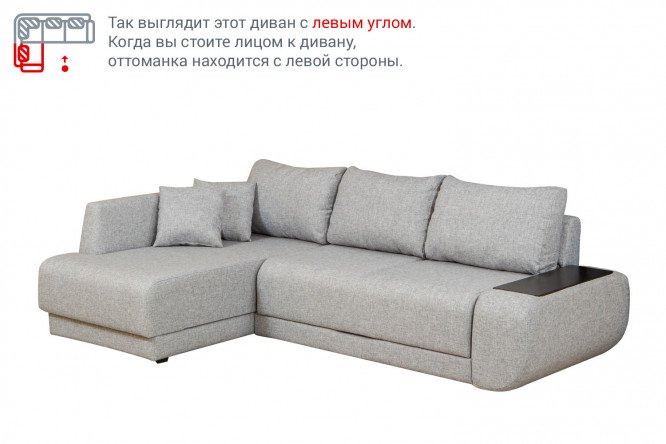 Так выглядит этот диван с левым углом.
Когда вы стоите лицом к дивану,
оттоманка находится с левой стороны.